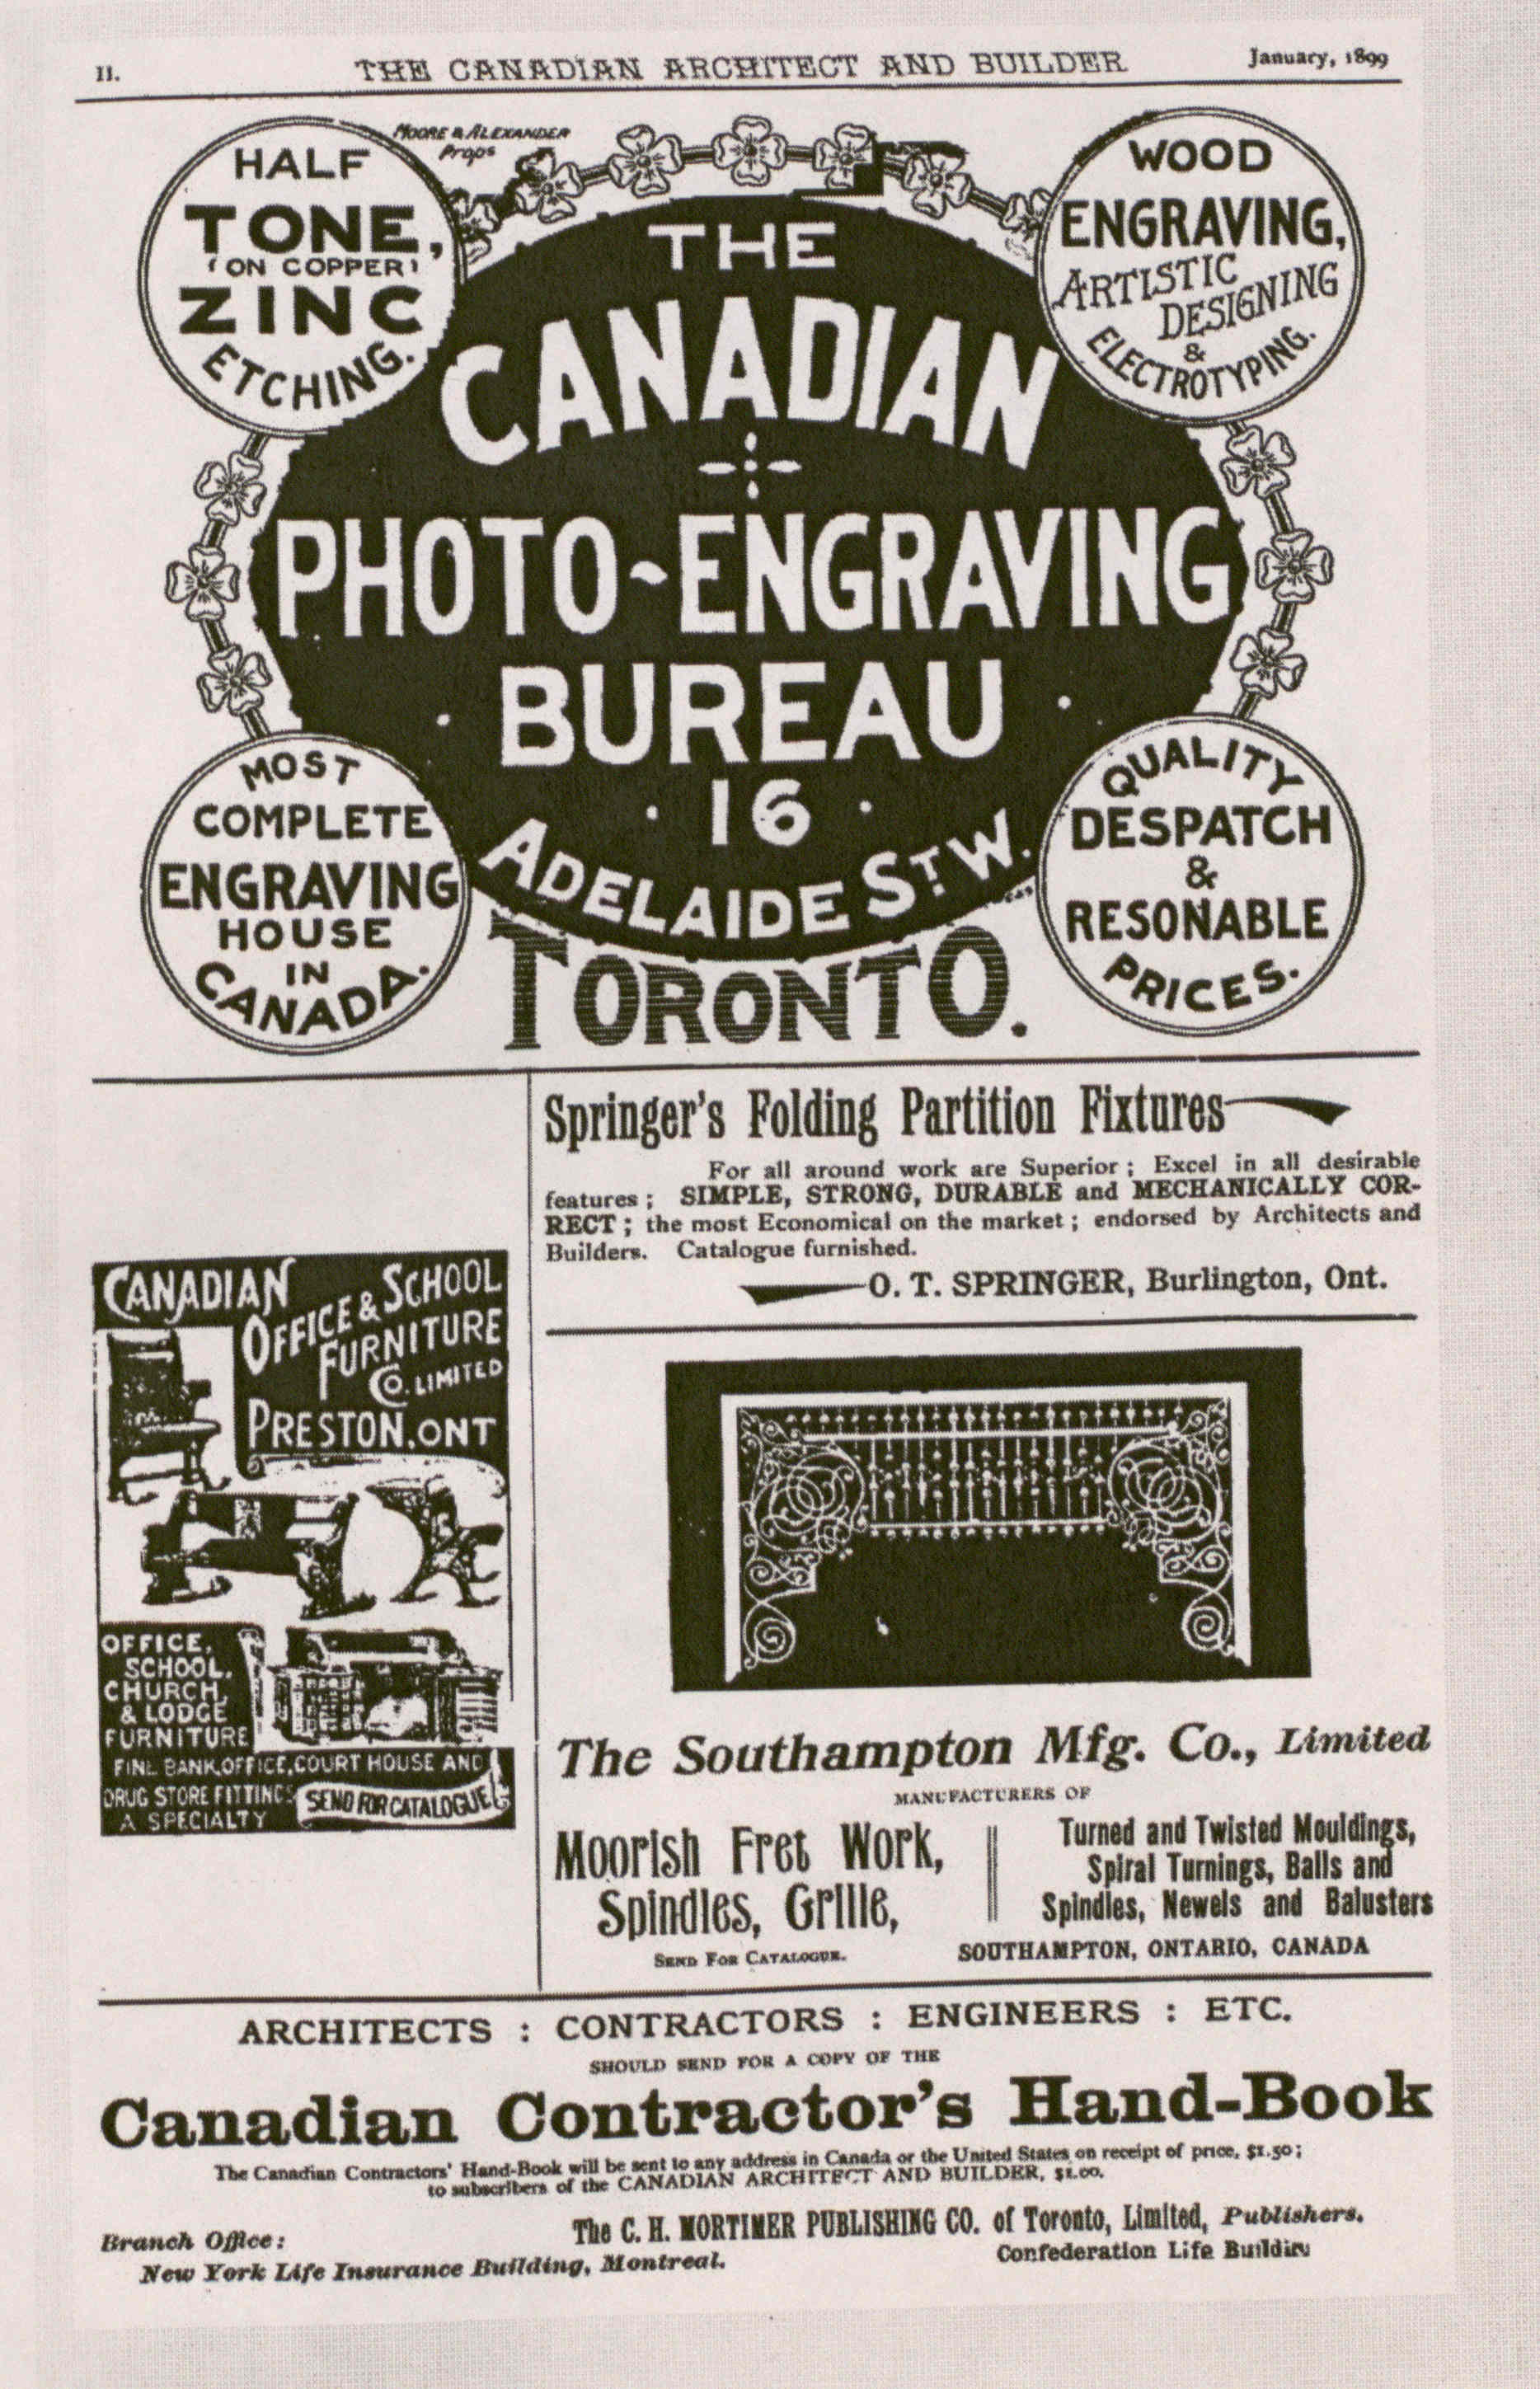 II.
THE CANADIAN ARCHITECT AND BUILDER
January, 1899
MOORE & ALEXANDER
Props
HALF
TONE,
(ON COPPER)
ZINC
ETCHING.
WOOD
ENGRAVING,
ARTISTIC
DESIGNING
&
ELECTROTYPING.
THE
CANADIAN
PHOTO-ENGRAVING
BUREAU
16
ADELAIDE ST W.
TORONTO.
MOST
COMPLETE
ENGRAVING
HOUSE
IN
CANADA.
QUALITY
DESPATCH
&
RESONABLE
PRICES.
CANADIAN
OFFICE & SCHOOL
FURNITURE
CO. LIMITED
PRESTON. ONT
OFFICE,
SCHOOL,
CHURCH,
& LODGE
FURNITURE
FINE BANK, OFFICE, COURT HOUSE AND
DRUG STORE FITTINGS
A SPECIALTY
SEND FOR CATALOGUE
Springer's Folding Partition Fixtures
For all around work are Superior; Excel in all desirable
features; SIMPLE, STRONG, DURABLE and MECHANICALLY COR-
RECT; the most Economical on the market; endorsed by Architects and
Builders. Catalogue furnished.
O. T. SPRINGER, Burlington, Ont.
The Southampton Mfg. Co., Limited
MANUFACTURERS OF
Moorish Fret Work,
Spindles, Grille,
SEND FOR CATALOGUE.
Turned and Twisted Mouldings,
Spiral Turnings, Balls and
Spindles, Newels and Balusters
SOUTHAMPTON, ONTARIO, CANADA
ARCHITECTS : CONTRACTORS : ENGINEERS : ETC.
SHOULD SEND FOR A COPY OF THE
Canadian Contractor's Hand-Book
The Canadian Contractors' Hand-Book will be sent to any address in Canada or the United States on receipt of price, $1.50;
to subscribers of the CANADIAN ARCHITECT AND BUILDER, $1.00.
The C. H. MORTIMER PUBLISHING CO. of Toronto, Limited, Publishers.
Confederation Life Buildin
Branch Office:
New York Life Insurance Building, Montreal.